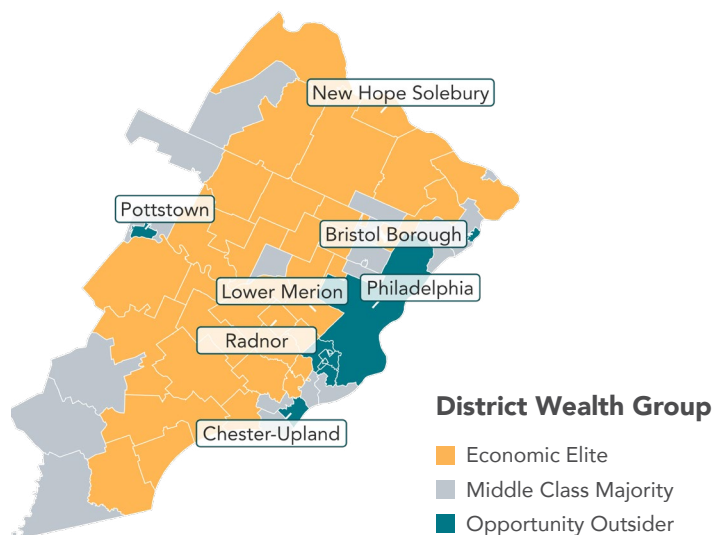 New Hope Solebury
Pottstown
Bristol Borough
Lower Merion
Philadelphia
Radnor
Chester-Upland
District Wealth Group
Economic Elite
Middle Class Majority
Opportunity Outsider